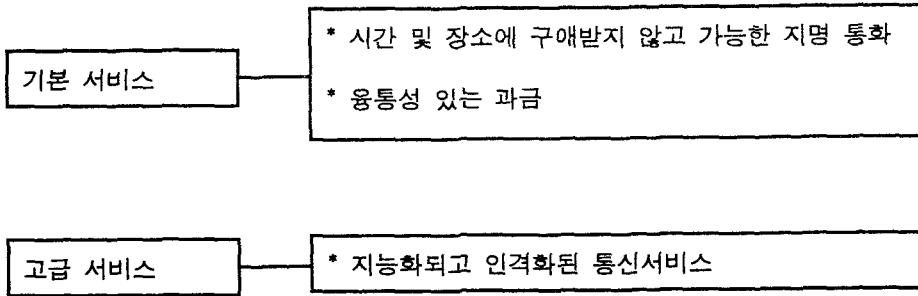 기본 서비스
* 시간 및 장소에 구애받지 않고 가능한 지명 통화
* 융통성 있는 과금
고급 서비스
* 지능화되고 인격화된 통신서비스